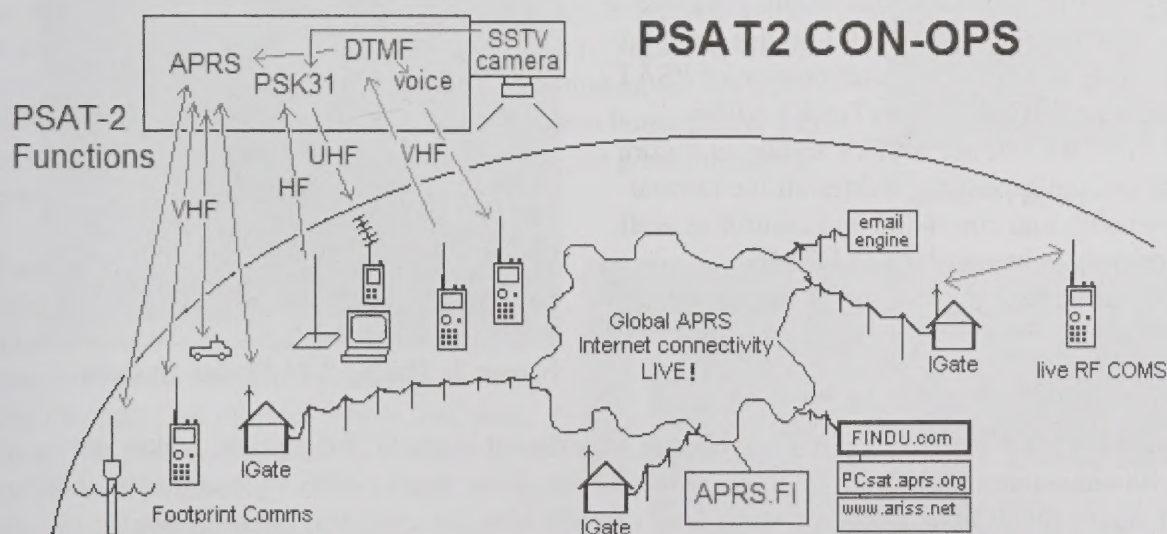 PSAT2 CON-OPS
PSAT-2
Functions
APRS
PSK31
DTMF
voice
SSTV
camera
VHF
HF
UHF
VHF
email
engine
Global APRS
Internet connectivity
LIVE!
IGate
live RF COMS
IGate
Footprint Comms
IGate
APRS.FI
FINDU.com
PCsat.aprs.org
www.ariss.net